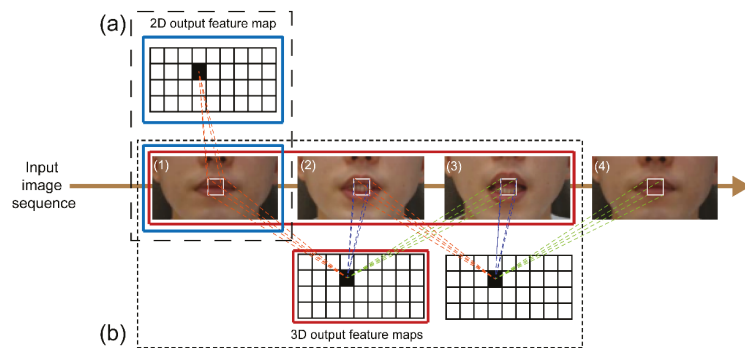 (a)
2D output feature map
(1)
(2)
(3)
(4)
Input
image
sequence
3D output feature maps
(b)